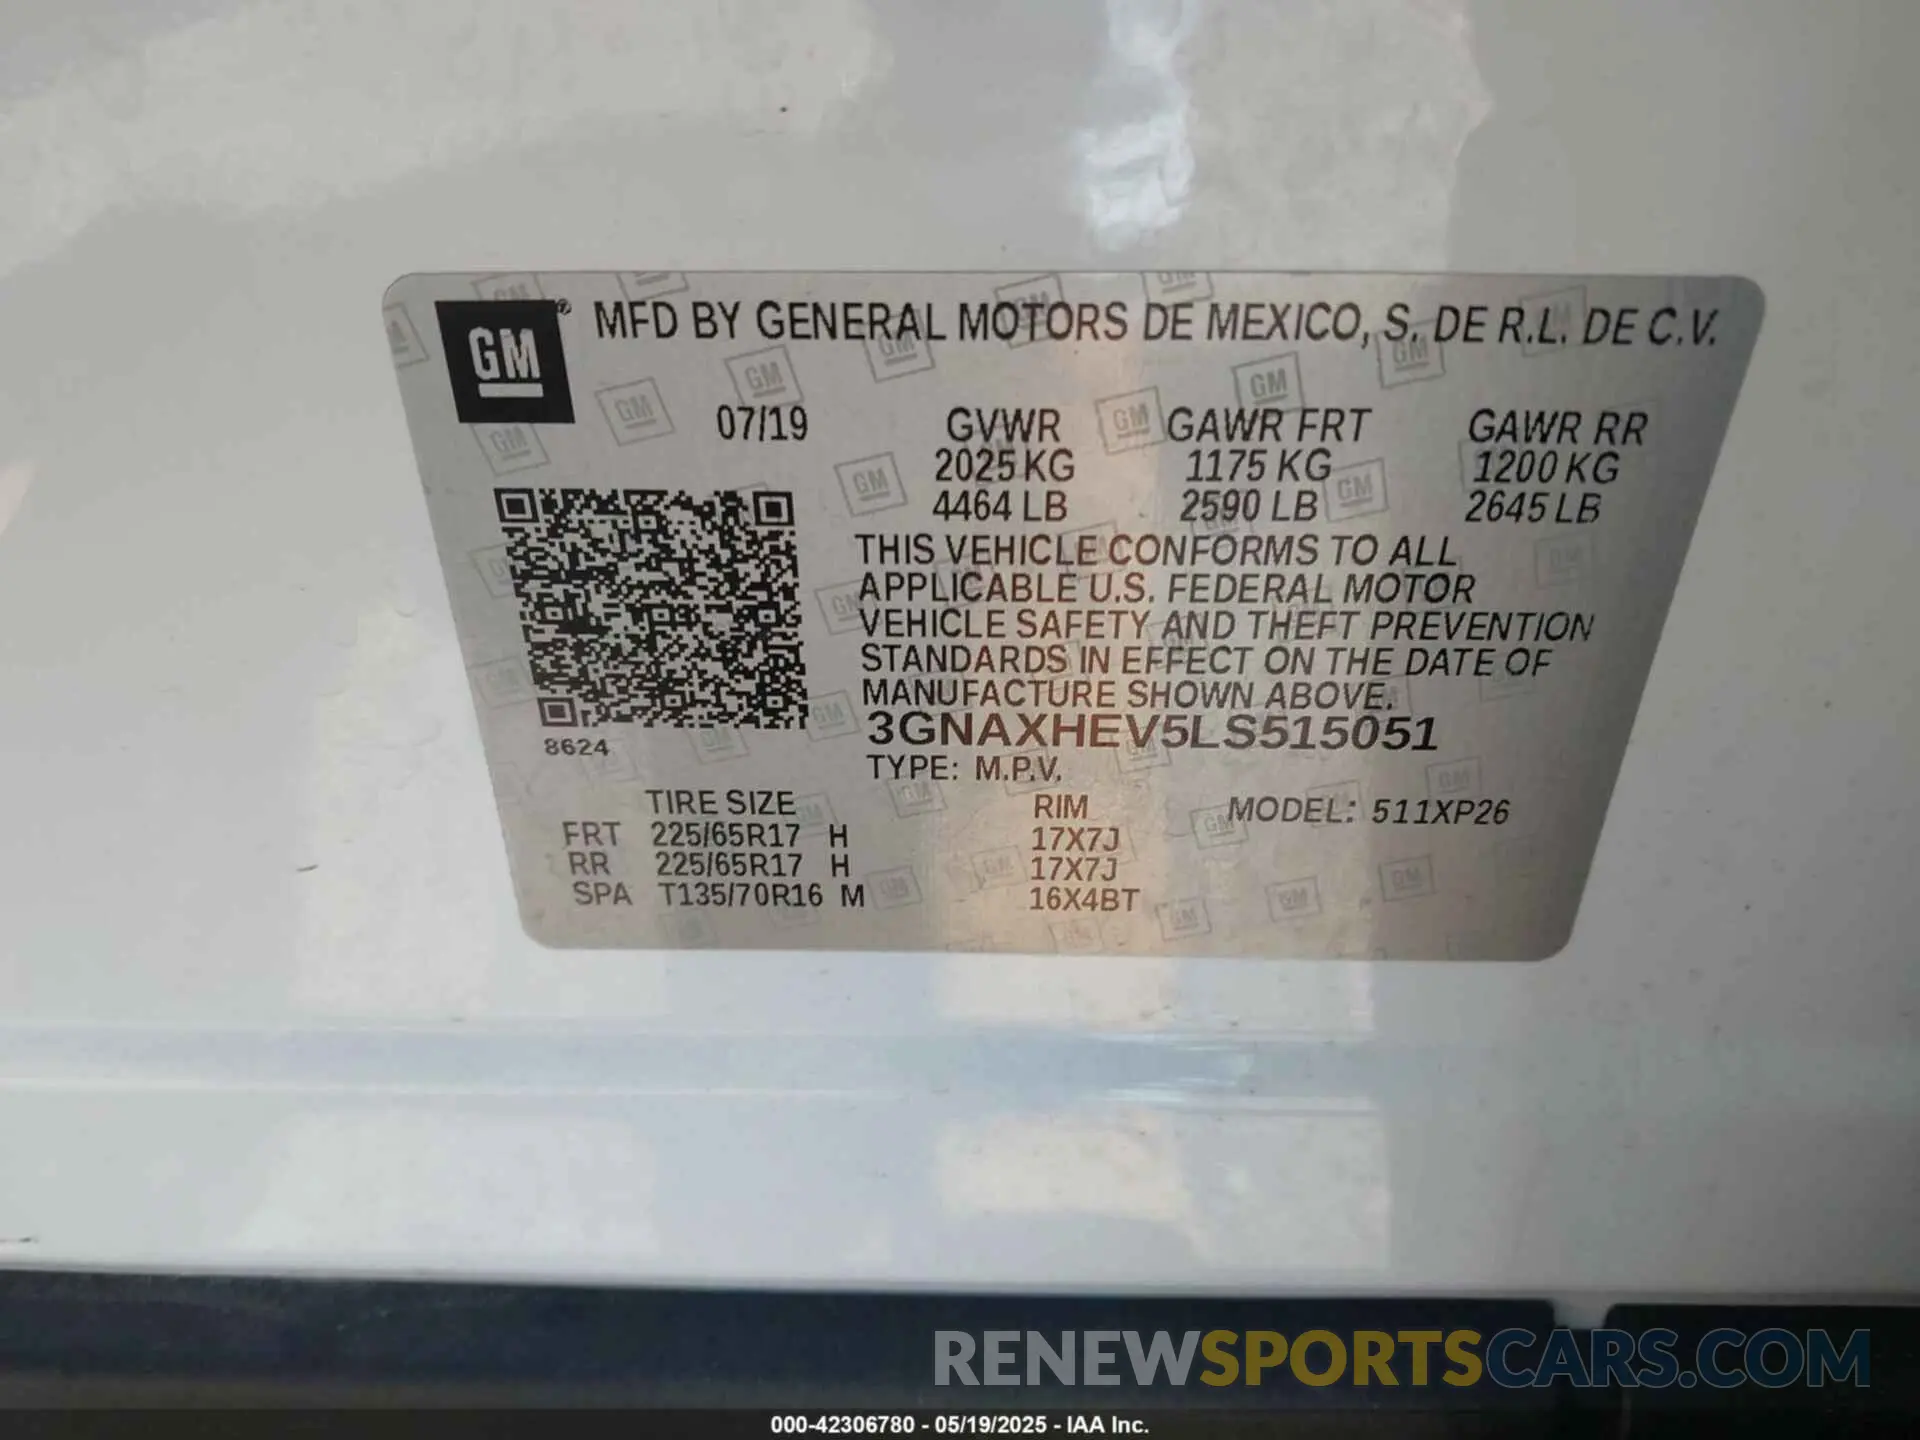 GM® MFD BY GENERAL MOTORS DE MEXICO, S. DE R.L. DE C.V.
07/19 GVWR GAWR FRT GAWR RR
2025 KG 1175 KG 1200 KG
4464 LB 2590 LB 2645 LB
THIS VEHICLE CONFORMS TO ALL
APPLICABLE U.S. FEDERAL MOTOR
VEHICLE SAFETY AND THEFT PREVENTION
STANDARDS IN EFFECT ON THE DATE OF
MANUFACTURE SHOWN ABOVE.
3GNAXHEV5LS515051
8624
TYPE: M.P.V.
TIRE SIZE RIM MODEL: 511XP26
FRT 225/65R17 H 17X7J
RR 225/65R17 H 17X7J
SPA T135/70R16 M 16X4BT
RENEWSPORTSCARS.COM
000-42306780 - 05/19/2025 - IAA Inc.